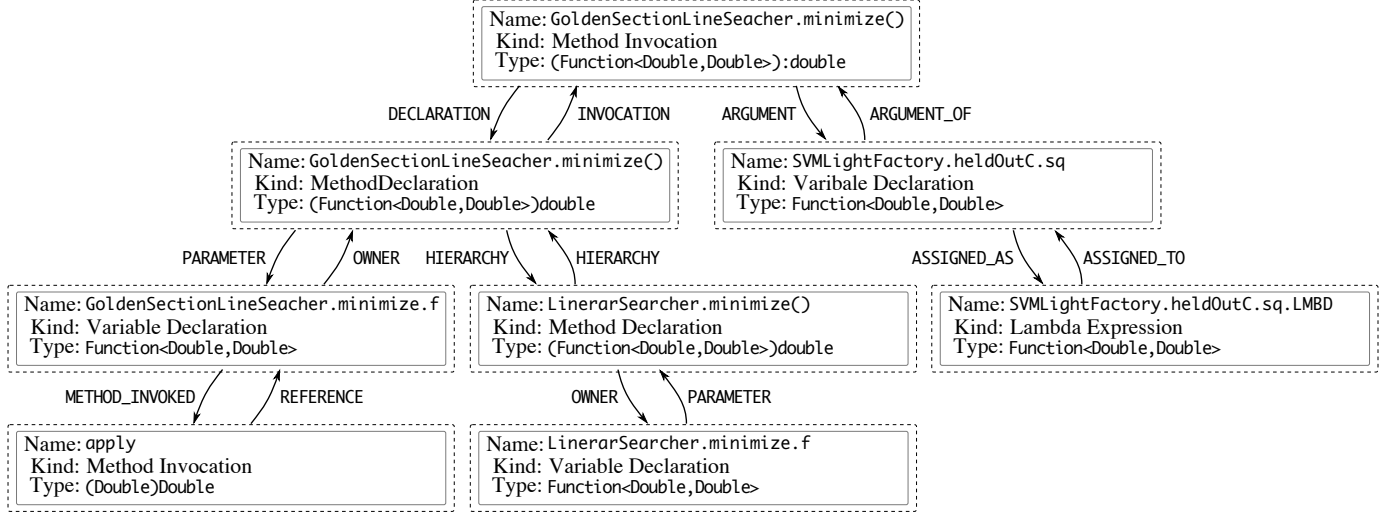 Name: GoldenSectionLineSeacher.minimize()
Kind: Method Invocation
Type: (Function<Double,Double>):double
DECLARATION
INVOCATION
ARGUMENT
ARGUMENT_OF
Name: GoldenSectionLineSeacher.minimize()
Kind: MethodDeclaration
Type: (Function<Double,Double>)double
Name: SVMLightFactory.heldOutC.sq
Kind: Varibale Declaration
Type: Function<Double,Double>
PARAMETER
OWNER
HIERARCHY
HIERARCHY
ASSIGNED_AS
ASSIGNED_TO
Name: GoldenSectionLineSeacher.minimize.f
Kind: Variable Declaration
Type: Function<Double,Double>
Name: LinerarSearcher.minimize()
Kind: Method Declaration
Type: (Function<Double,Double>)double
Name: SVMLightFactory.heldOutC.sq.LMBD
Kind: Lambda Expression
Type: Function<Double,Double>
METHOD_INVOKED
REFERENCE
OWNER
PARAMETER
Name: apply
Kind: Method Invocation
Type: (Double)Double
Name: LinerarSearcher.minimize.f
Kind: Variable Declaration
Type: Function<Double,Double>